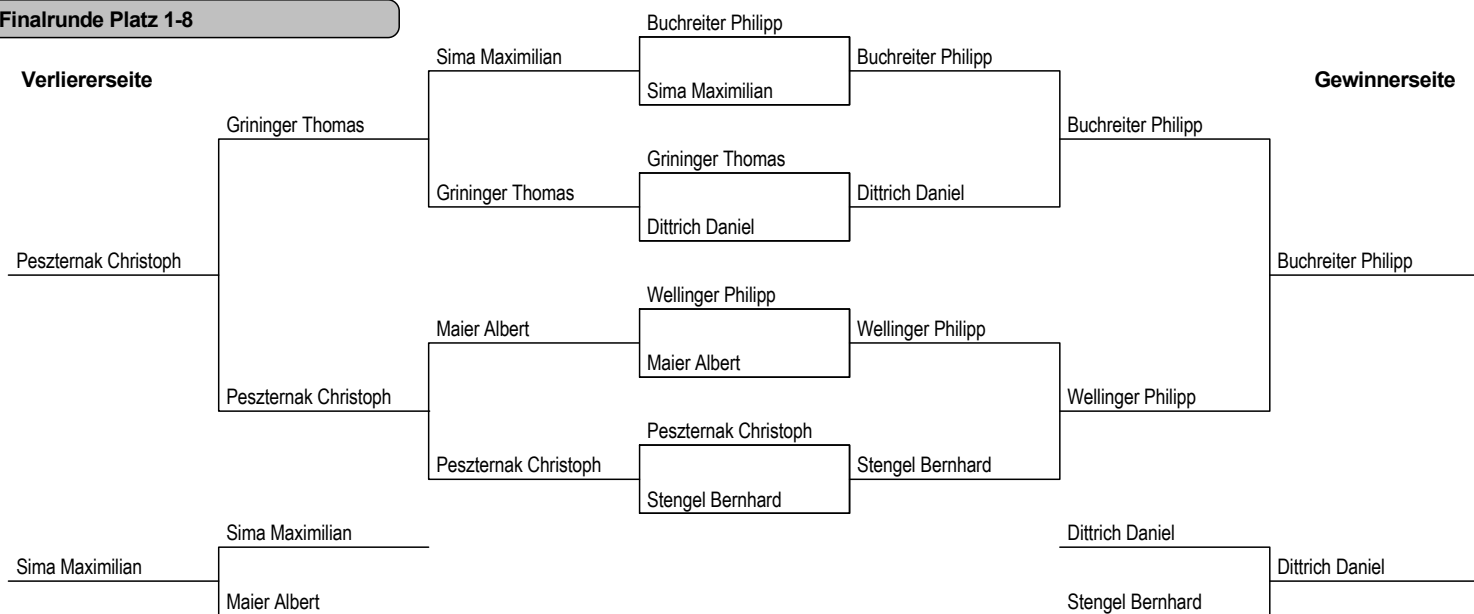 Finalrunde Platz 1-8
Verliererseite
Gewinnerseite
Buchreiter Philipp
Sima Maximilian
Buchreiter Philipp
Sima Maximilian
Grininger Thomas
Buchreiter Philipp
Grininger Thomas
Grininger Thomas
Dittrich Daniel
Dittrich Daniel
Peszternak Christoph
Buchreiter Philipp
Wellinger Philipp
Maier Albert
Wellinger Philipp
Maier Albert
Peszternak Christoph
Wellinger Philipp
Peszternak Christoph
Peszternak Christoph
Stengel Bernhard
Stengel Bernhard
Sima Maximilian
Dittrich Daniel
Sima Maximilian
Dittrich Daniel
Maier Albert
Stengel Bernhard